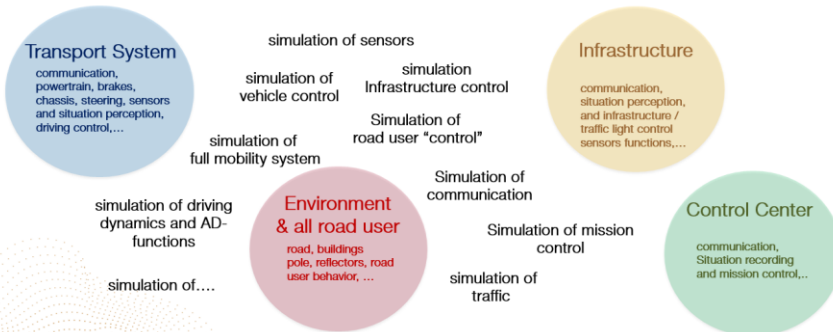 Transport System
communication,
powertrain, brakes,
chassis, steering, sensors
and situation perception,
driving control,...
simulation of sensors
simulation of
vehicle control
simulation
Infrastructure control
Simulation of
road user “control”
simulation of
full mobility system
Infrastructure
communication,
situation perception,
and infrastructure /
traffic light control
sensors functions,...
simulation of driving
dynamics and AD-
functions
simulation of....
Environment
& all road user
road, buildings
pole, reflectors, road
user behavior, ...
Simulation of
communication
Simulation of mission
control
simulation of
traffic
Control Center
communication,
Situation recording
and mission control,..